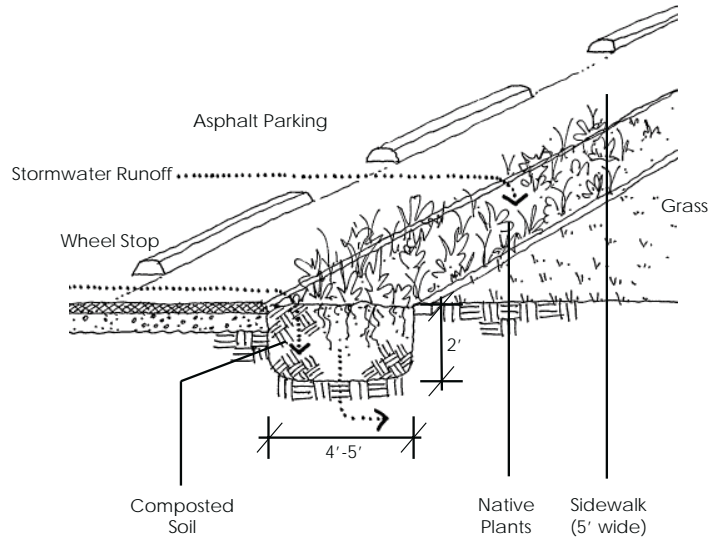 Asphalt Parking
Stormwater Runoff
Grass
Wheel Stop
2'
4'-5'
Composted
Soil
Native
Plants
Sidewalk
(5' wide)